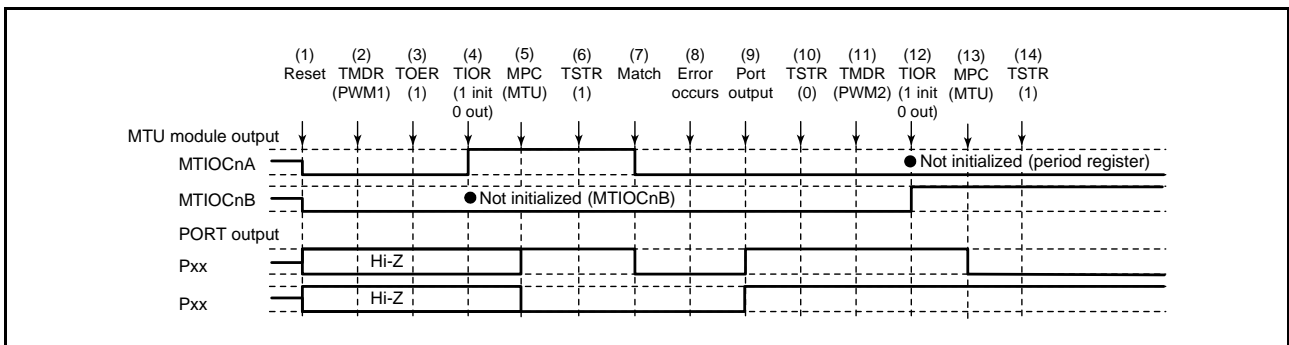 (1) (2) (3) (4) (5) (6) (7) (8) (9) (10) (11) (12) (13) (14)
Reset TMDR TOER TIOR MPC TSTR Match Error Port TSTR TMDR TIOR MPC TSTR
(PWM1) (1) (1 init (MTU) (1) occurs output (0) (PWM2) (1 init (MTU) (1)
0 out) 0 out)
MTU module output
MTIOCnA ● Not initialized (period register)
MTIOCnB ● Not initialized (MTIOCnB)
PORT output
Pxx Hi-Z
Pxx Hi-Z